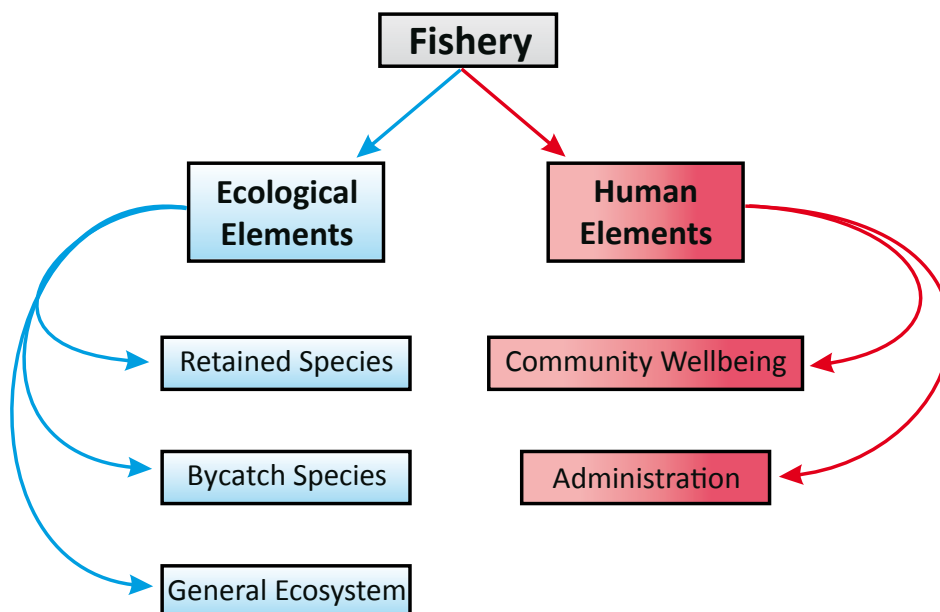 Fishery
Ecological
Elements
Human
Elements
Retained Species
Community Wellbeing
Bycatch Species
Administration
General Ecosystem